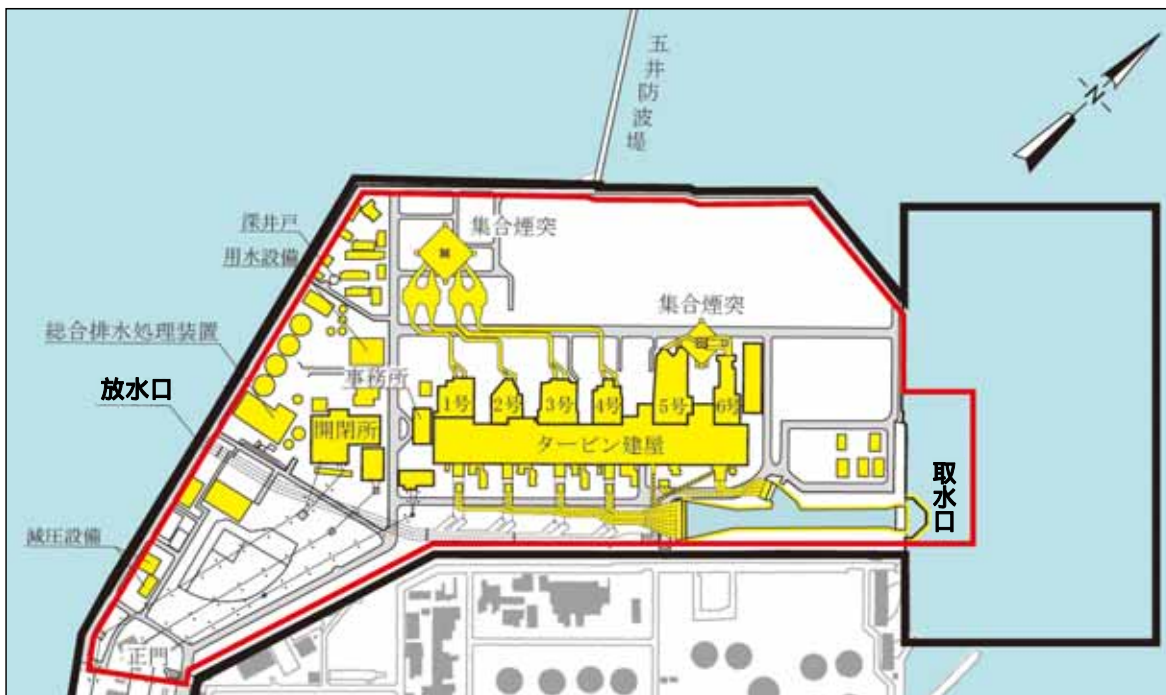 五井防波堤
N
深井戸
用水設備
集合煙突
集合煙突
総合排水処理装置
放水口
事務所
1号
2号
3号
4号
5号
6号
開閉所
タービン建屋
取水口
減圧設備
正門